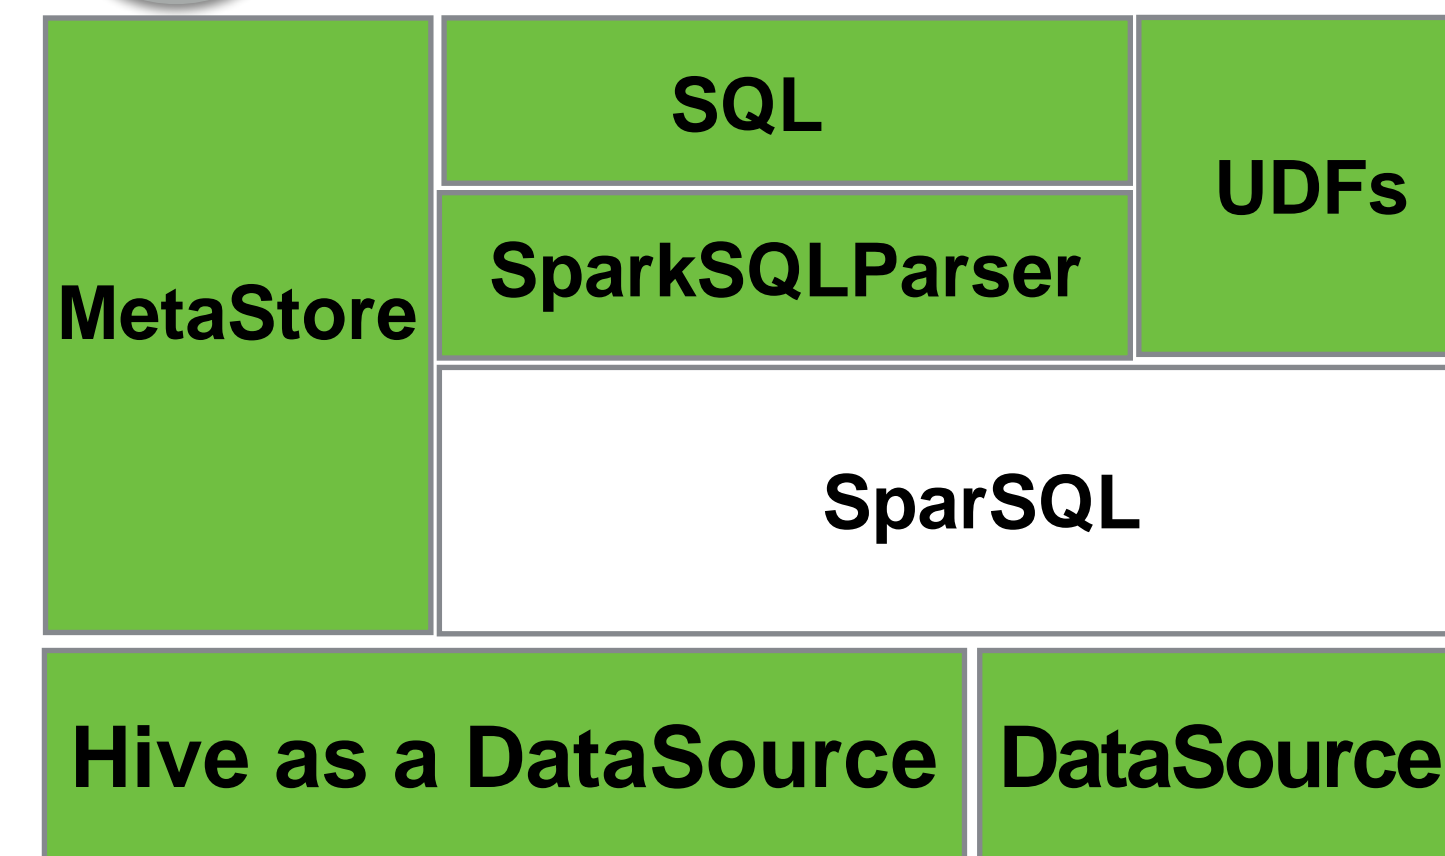 SQL
UDFs
SparkSQLParser
MetaStore
SparSQL
Hive as a DataSource
DataSource